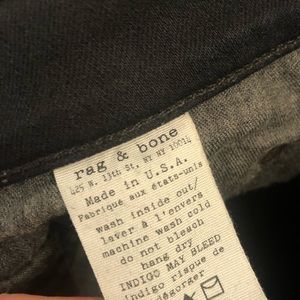 rag & bone
425 W. 13th St, NY NY 10014
Made in U.S.A.
Fabriqué aux états-unis
wash inside out/
laver à l'envers
machine wash cold
do not bleach
hang dry
INDIGO MAY BLEED
indigo risque de
dégorger